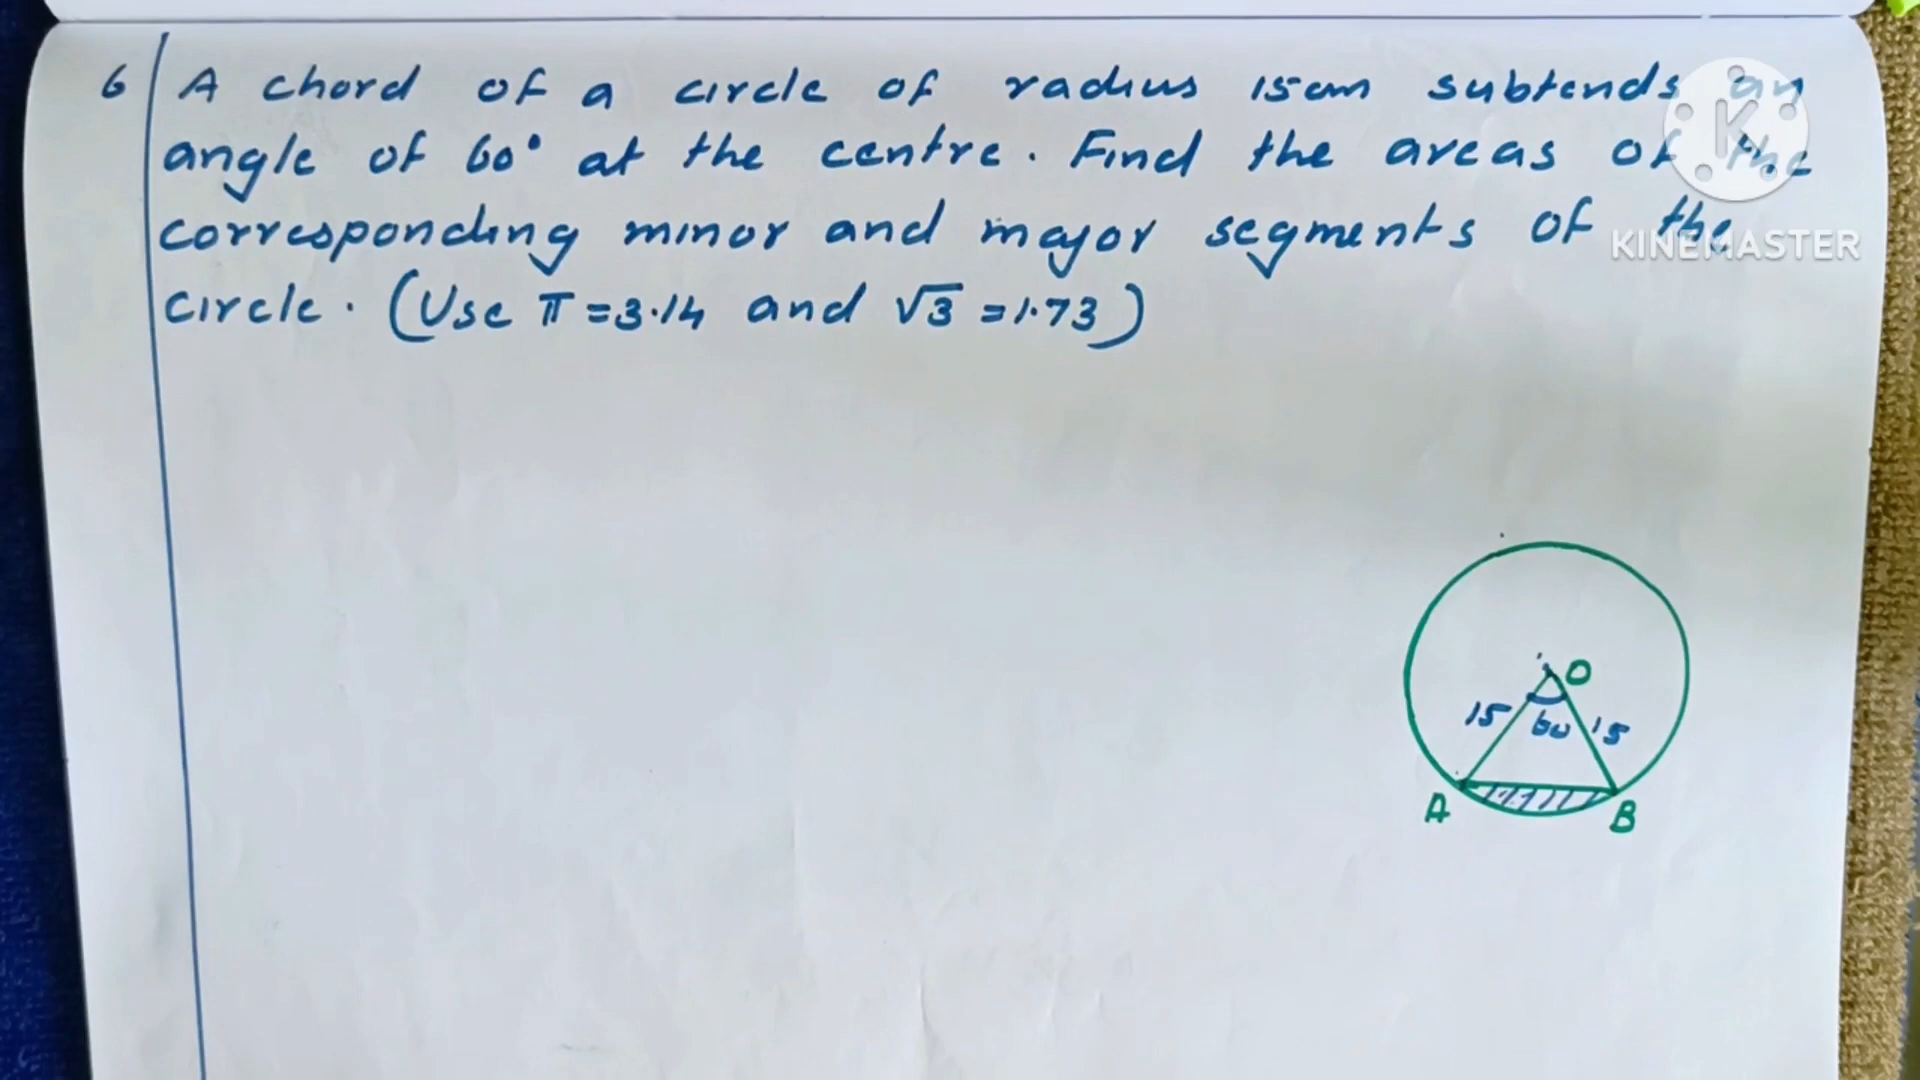 6 A chord of a circle of radius 15cm subtends an
angle of 60° at the centre. Find the areas of the
corresponding minor and major segments of the
circle. (Use π=3.14 and √3 =1.73)
K
KINEMASTER
O
15 60 15
A B